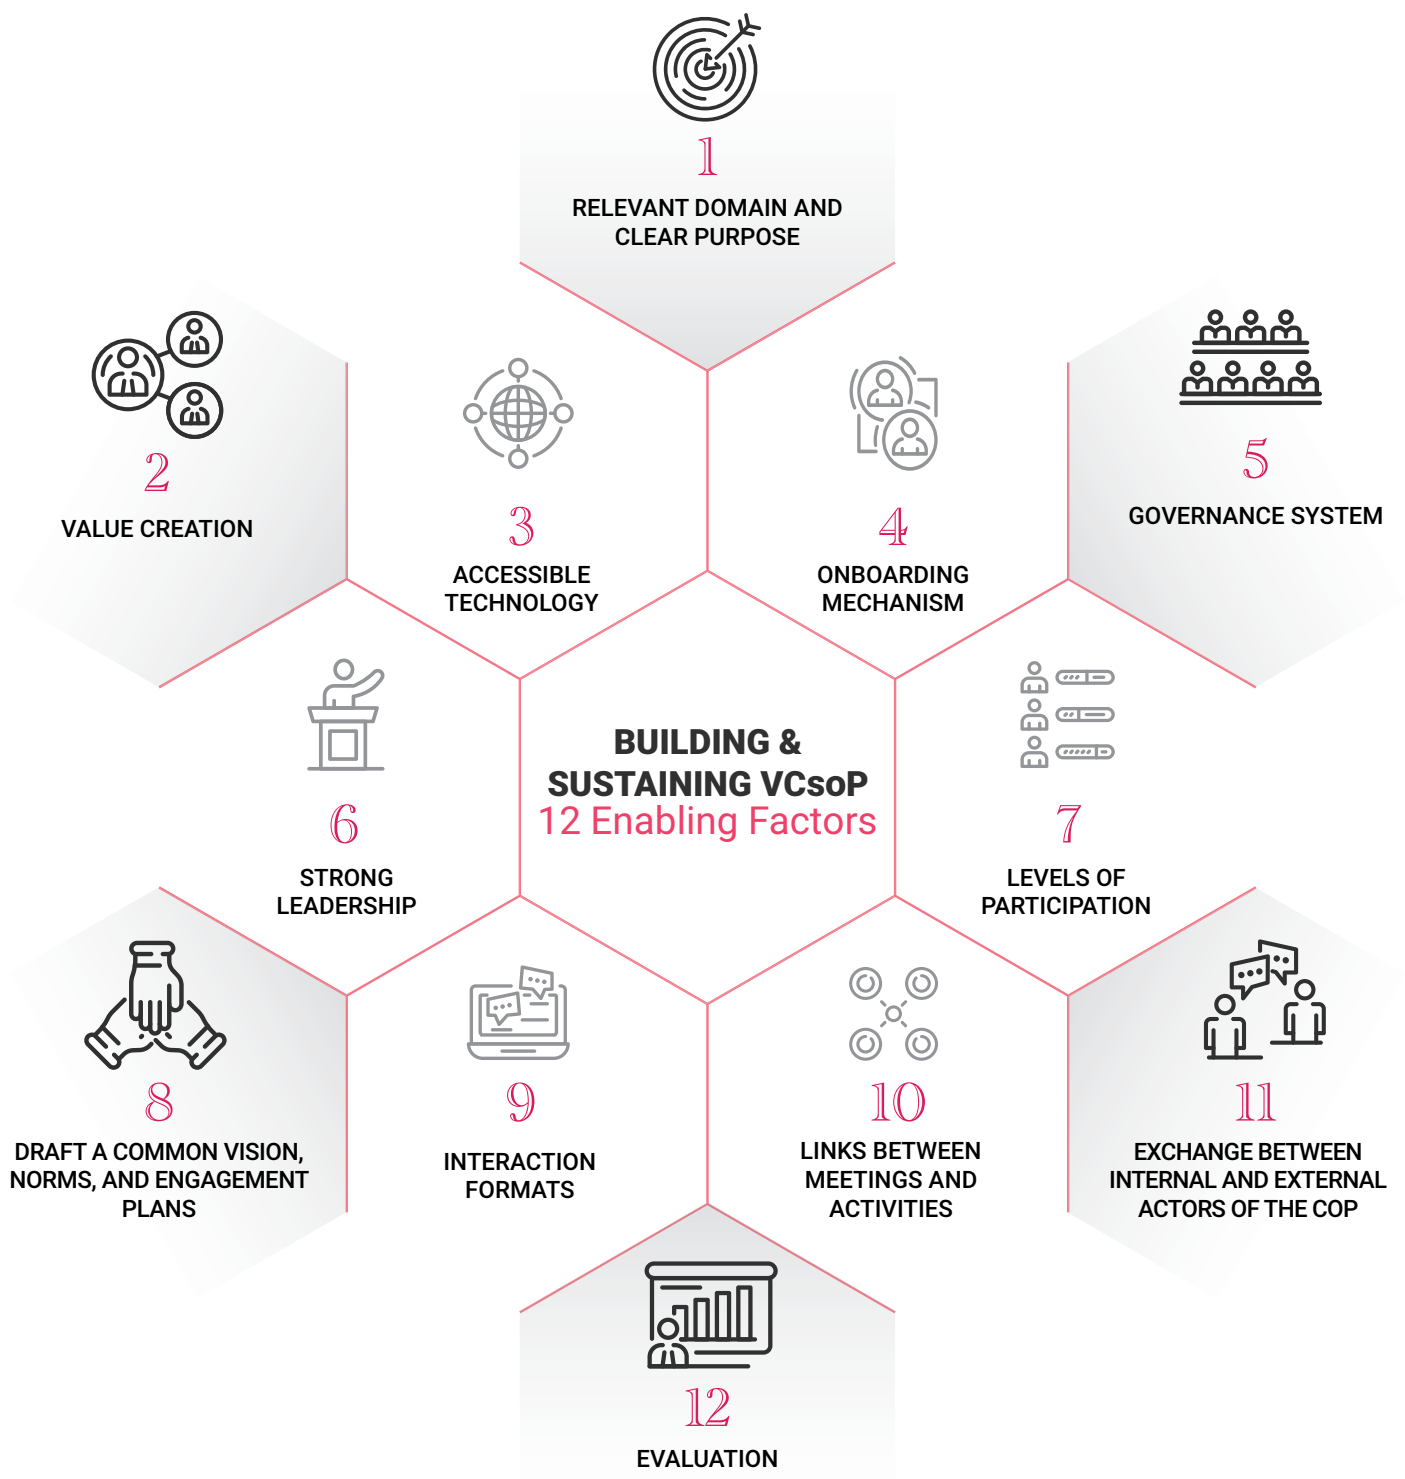 1
RELEVANT DOMAIN AND
CLEAR PURPOSE
2
VALUE CREATION
3
ACCESSIBLE
TECHNOLOGY
4
ONBOARDING
MECHANISM
5
GOVERNANCE SYSTEM
BUILDING &
SUSTAINING VCsoP
12 Enabling Factors
6
STRONG
LEADERSHIP
7
LEVELS OF
PARTICIPATION
8
DRAFT A COMMON VISION,
NORMS, AND ENGAGEMENT
PLANS
9
INTERACTION
FORMATS
10
LINKS BETWEEN
MEETINGS AND
ACTIVITIES
11
EXCHANGE BETWEEN
INTERNAL AND EXTERNAL
ACTORS OF THE COP
12
EVALUATION